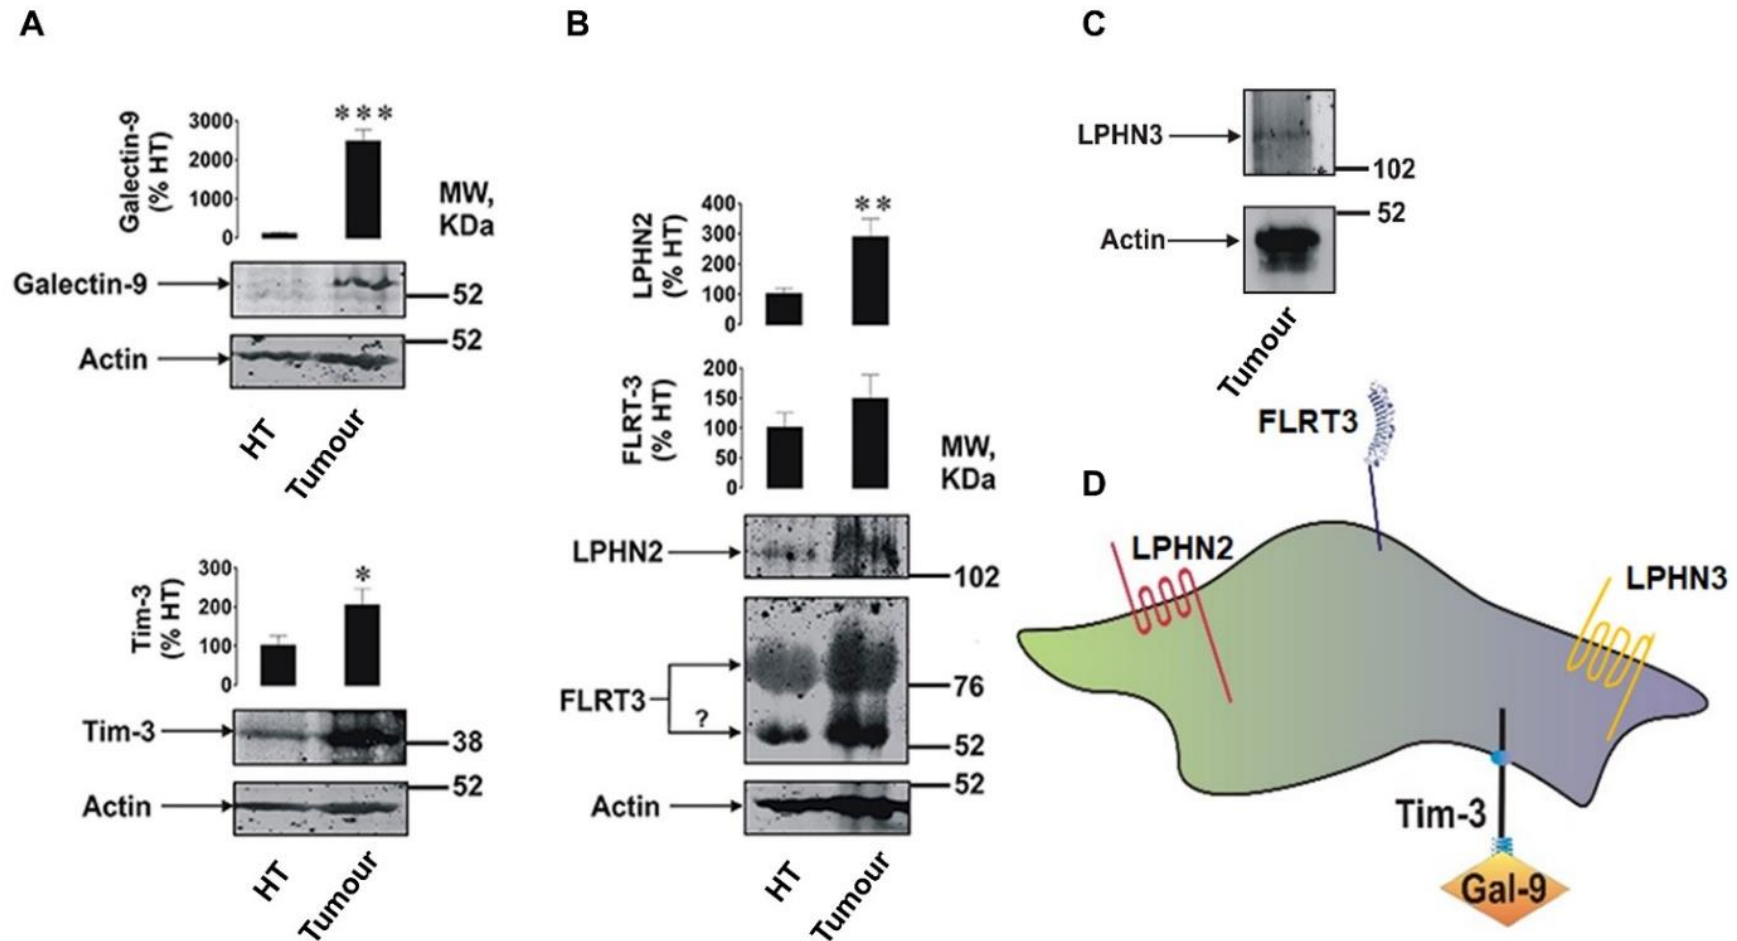 A
Galectin-9
(% HT)
3000
2000
1000
0
***
MW,
KDa
Galectin-9
52
Actin
52
HT
Tumour
Tim-3
(% HT)
300
200
100
0
*
Tim-3
38
Actin
52
HT
Tumour
B
LPHN2
(% HT)
400
300
200
100
0
**
FLRT-3
(% HT)
200
150
100
50
0
MW,
KDa
LPHN2
102
FLRT3
?
76
52
Actin
52
HT
Tumour
C
LPHN3
102
52
Actin
Tumour
D
FLRT3
LPHN2
LPHN3
Tim-3
Gal-9